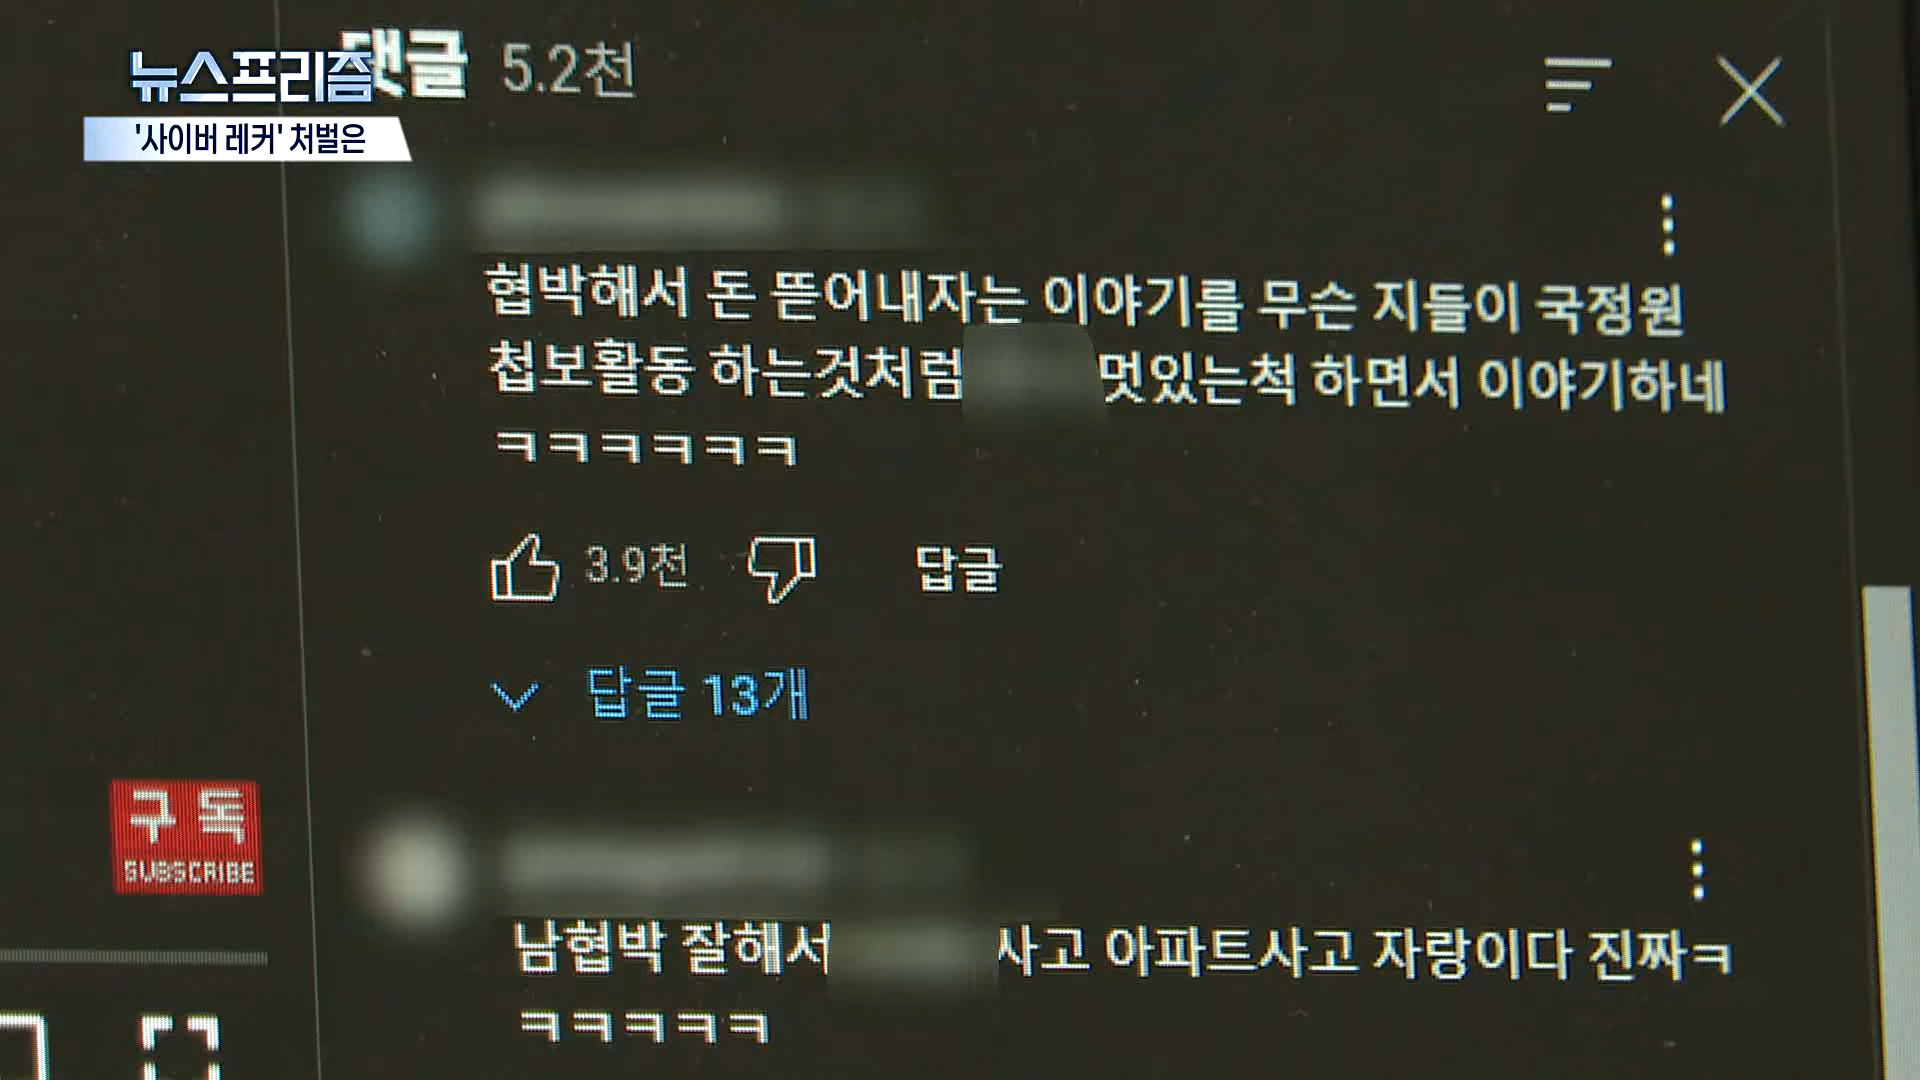 뉴스프리즘
댓글 5.2천
'사이버 레커' 처벌은
협박해서 돈 뜯어내자는 이야기를 무슨 지들이 국정원
첩보활동 하는것처럼 멋있는척 하면서 이야기하네
ㅋㅋㅋㅋㅋㅋ
3.9천 답글
답글 13개
구독
SUBSCRIBE
남협박 잘해서 사고 아파트사고 자랑이다 진짜ㅋ
ㅋㅋㅋㅋㅋ